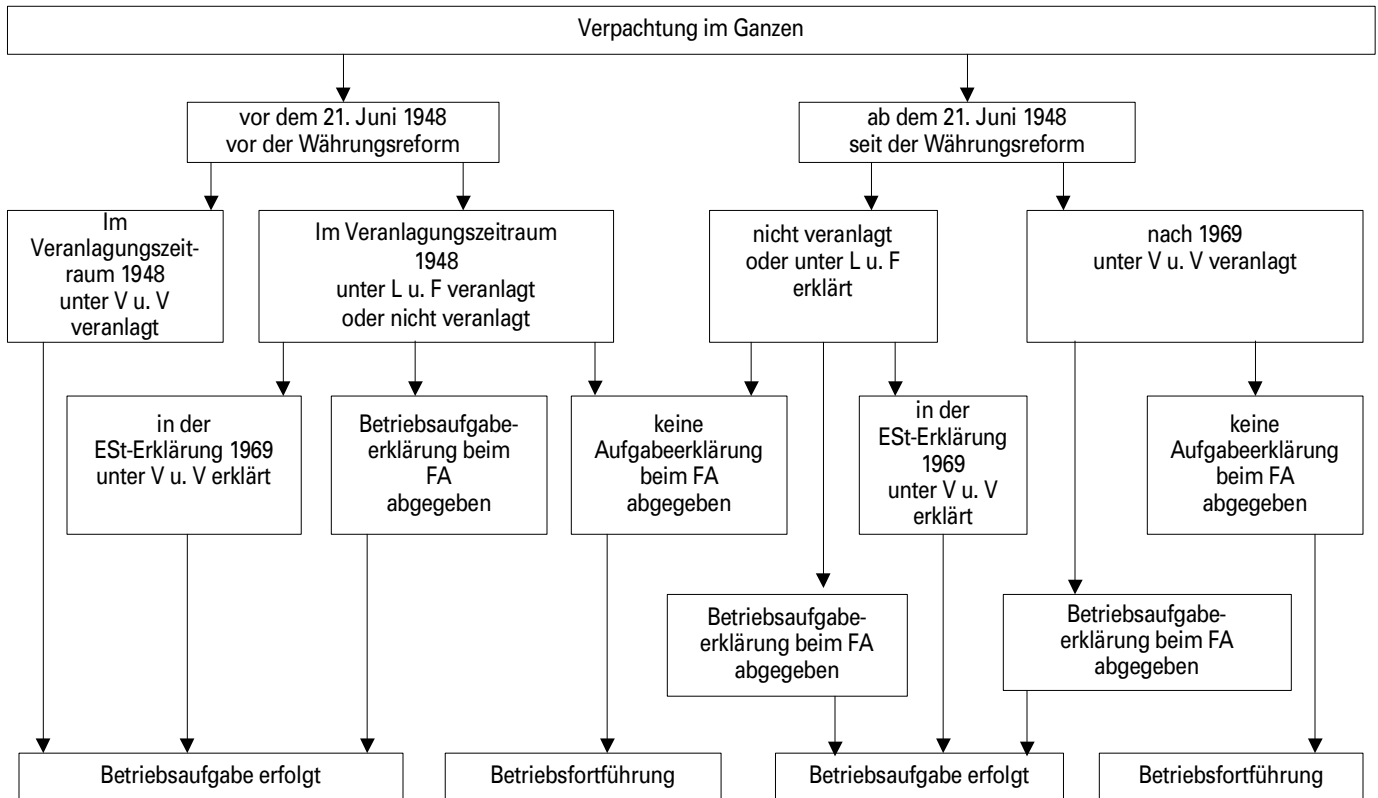 Verpachtung im Ganzen
vor dem 21. Juni 1948
vor der Währungsreform
ab dem 21. Juni 1948
seit der Währungsreform
Im
Veranlagungszeit-
raum 1948
unter V u. V
veranlagt
Im Veranlagungszeitraum
1948
unter L u. F veranlagt
oder nicht veranlagt
nicht veranlagt
oder unter L u. F
erklärt
nach 1969
unter V u. V veranlagt
in der
ESt-Erklärung 1969
unter V u. V erklärt
Betriebsaufgabe-
erklärung beim
FA
abgegeben
keine
Aufgabeerklärung
beim FA
abgegeben
in der
ESt-Erklärung
1969
unter V u. V
erklärt
keine
Aufgabeerklärung
beim FA
abgegeben
Betriebsaufgabe-
erklärung beim FA
abgegeben
Betriebsaufgabe-
erklärung beim FA
abgegeben
Betriebsaufgabe erfolgt
Betriebsfortführung
Betriebsaufgabe erfolgt
Betriebsfortführung